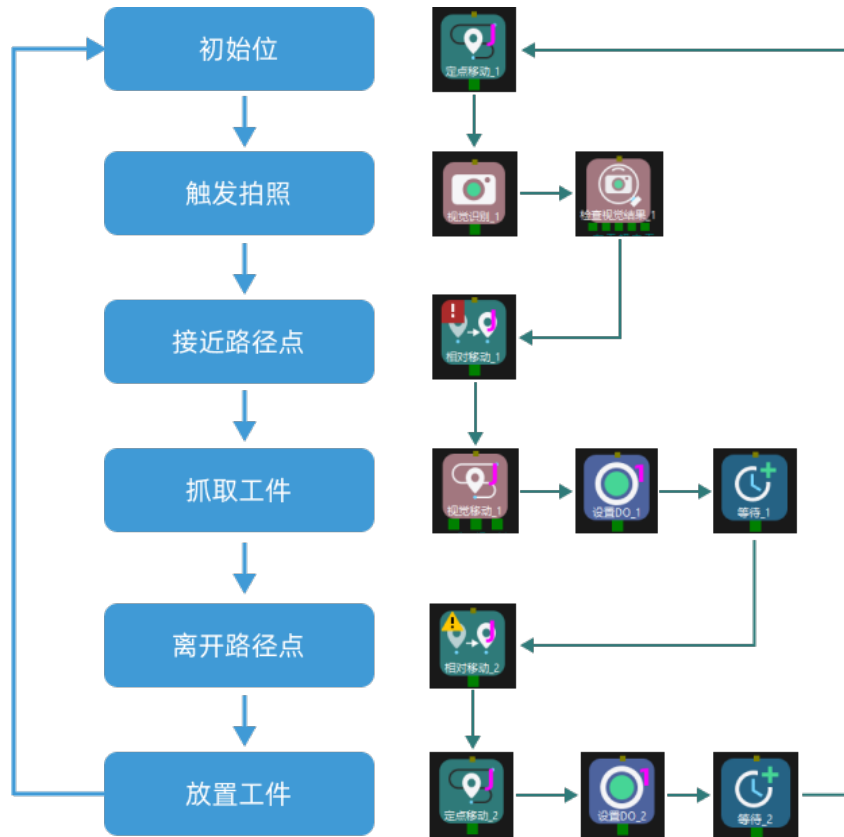 初始位
定点移动_1
触发拍照
视觉识别_1
检查视觉结果_1
接近路径点
相对移动_1
抓取工件
视觉移动_1
设置DO_1
等待_1
离开路径点
相对移动_2
放置工件
定点移动_2
设置DO_2
等待_2